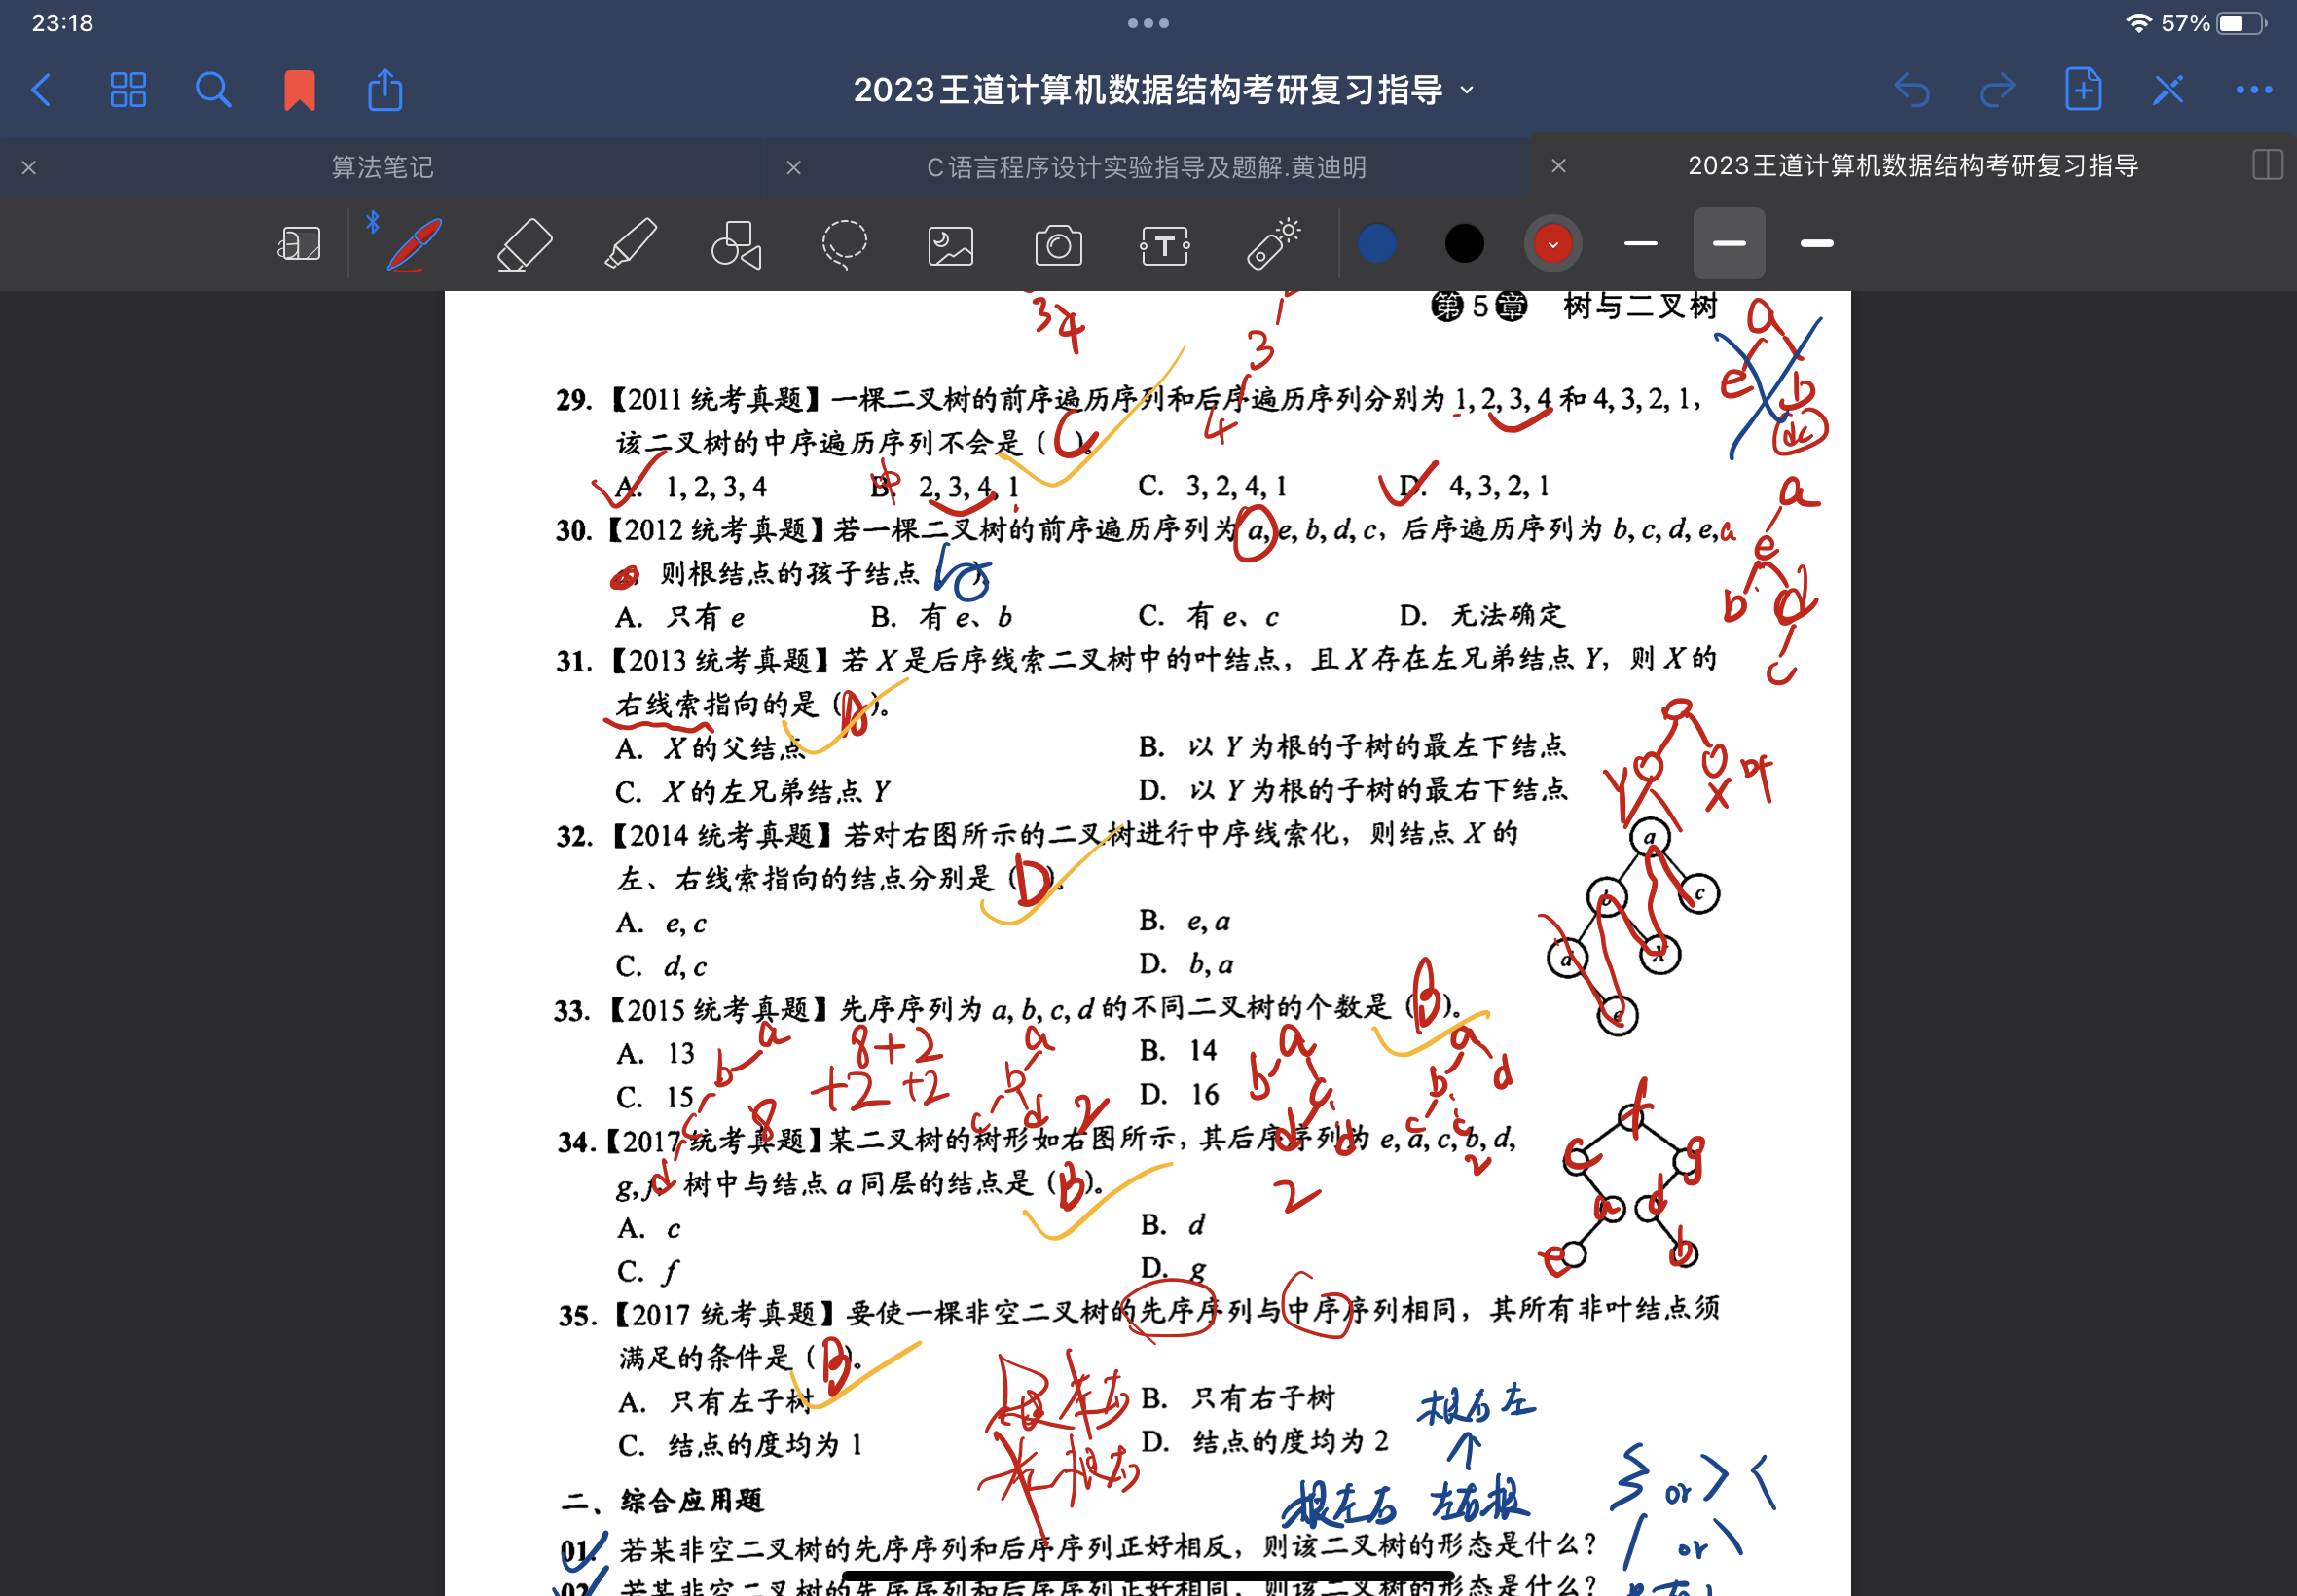 23:18
57%
2023王道计算机数据结构考研复习指导
算法笔记
C语言程序设计实验指导及题解.黄迪明
2023王道计算机数据结构考研复习指导
第5章 树与二叉树
3 4
3
4
a
e b
dc
29.【2011统考真题】一棵二叉树的前序遍历序列和后序遍历序列分别为1, 2, 3, 4和4, 3, 2, 1,
该二叉树的中序遍历序列不会是( C )。
A. 1, 2, 3, 4 B. 2, 3, 4, 1 C. 3, 2, 4, 1 D. 4, 3, 2, 1
中
30.【2012统考真题】若一棵二叉树的前序遍历序列为a, e, b, d, c, 后序遍历序列为b, c, d, e, a
则根结点的孩子结点
A. 只有e B. 有e、b C. 有e、c D. 无法确定
a
e
b d
c
31.【2013统考真题】若X是后序线索二叉树中的叶结点,且X存在左兄弟结点Y,则X的
右线索指向的是( A )。
A. X的父结点 B. 以Y为根的子树的最左下结点
C. X的左兄弟结点Y D. 以Y为根的子树的最右下结点
Y X 叶
32.【2014统考真题】若对右图所示的二叉树进行中序线索化,则结点X的
左、右线索指向的结点分别是( D )。
A. e, c B. e, a
C. d, c D. b, a
a
b c
d X
e
33.【2015统考真题】先序序列为a, b, c, d的不同二叉树的个数是( B )。
A. 13 B. 14
C. 15 D. 16
a
b
c
d
8
8+2
+2 +2
a
b
c d 2
a
b c
d d
2
a
b d
c c
2
34.【2017统考真题】某二叉树的树形如右图所示,其后序序列为e, a, c, b, d,
g, f, 树中与结点a同层的结点是( B )。
A. c B. d
C. f D. g
f
c g
a d
e b
35.【2017统考真题】要使一棵非空二叉树的先序序列与中序序列相同,其所有非叶结点须
满足的条件是( B )。
A. 只有左子树 B. 只有右子树
C. 结点的度均为1 D. 结点的度均为2
根右左
根左右 左右根
or
or
二、综合应用题
01. 若某非空二叉树的先序序列和后序序列正好相反,则该二叉树的形态是什么?
02. 若某非空二叉树的先序序列和后序序列正好相同,则该二叉树的形态是什么?